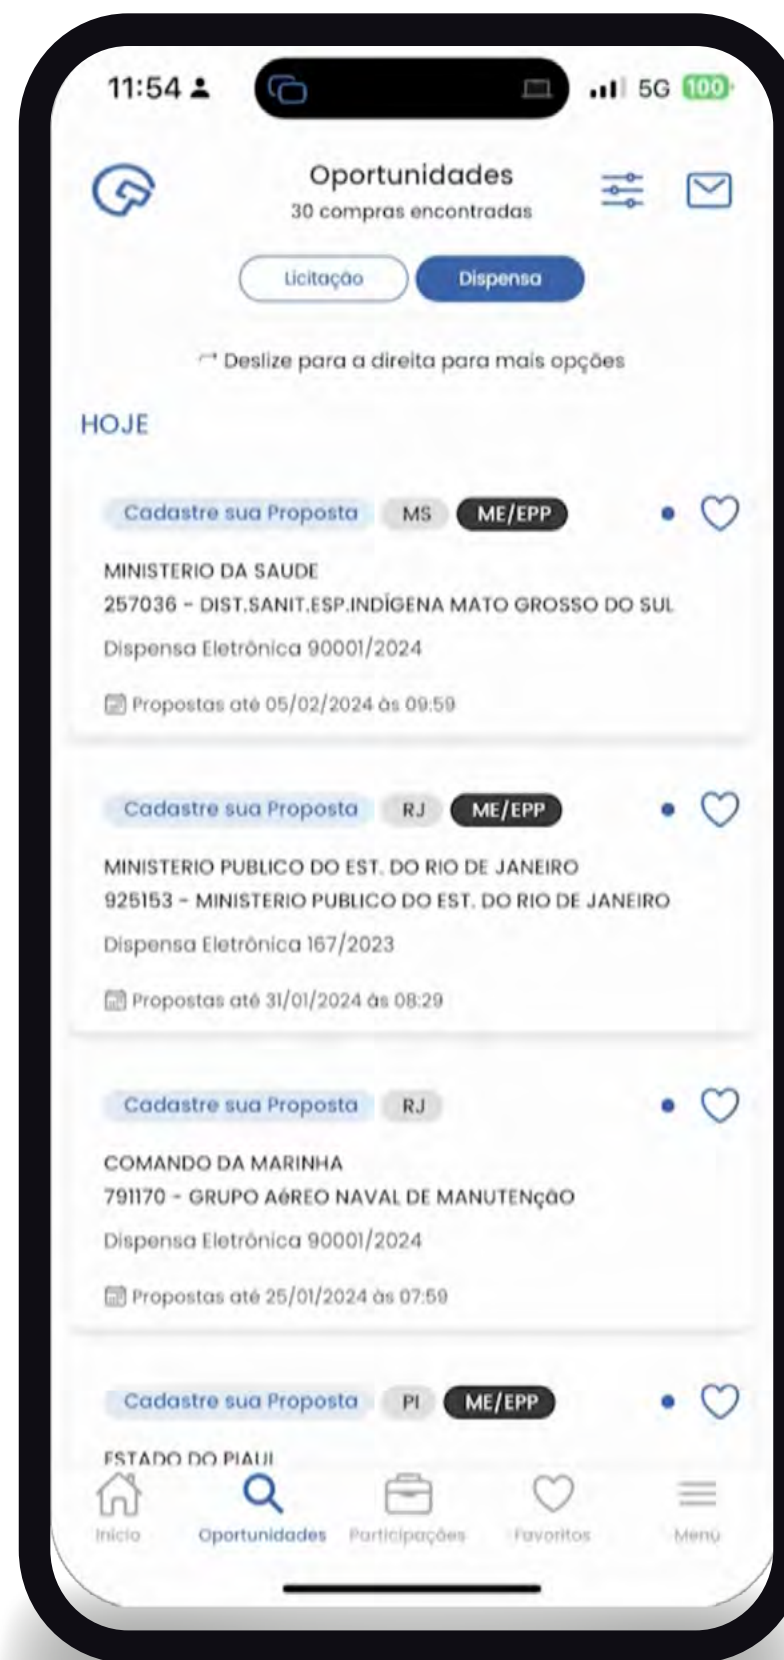 11:54
5G 100
Oportunidades
30 compras encontradas
Licitação
Dispensa
Deslize para a direita para mais opções
HOJE
Cadastre sua Proposta MS ME/EPP
MINISTERIO DA SAUDE
257036 - DIST.SANIT.ESP.INDÍGENA MATO GROSSO DO SUL
Dispensa Eletrônica 90001/2024
Propostas até 05/02/2024 às 09:59
Cadastre sua Proposta RJ ME/EPP
MINISTERIO PUBLICO DO EST. DO RIO DE JANEIRO
925153 - MINISTERIO PUBLICO DO EST. DO RIO DE JANEIRO
Dispensa Eletrônica 167/2023
Propostas até 31/01/2024 às 08:29
Cadastre sua Proposta RJ
COMANDO DA MARINHA
791170 - GRUPO AéREO NAVAL DE MANUTENçãO
Dispensa Eletrônica 90001/2024
Propostas até 25/01/2024 às 07:59
Cadastre sua Proposta PI ME/EPP
ESTADO DO PIAUI
Início Oportunidades Participações Favoritos Menu